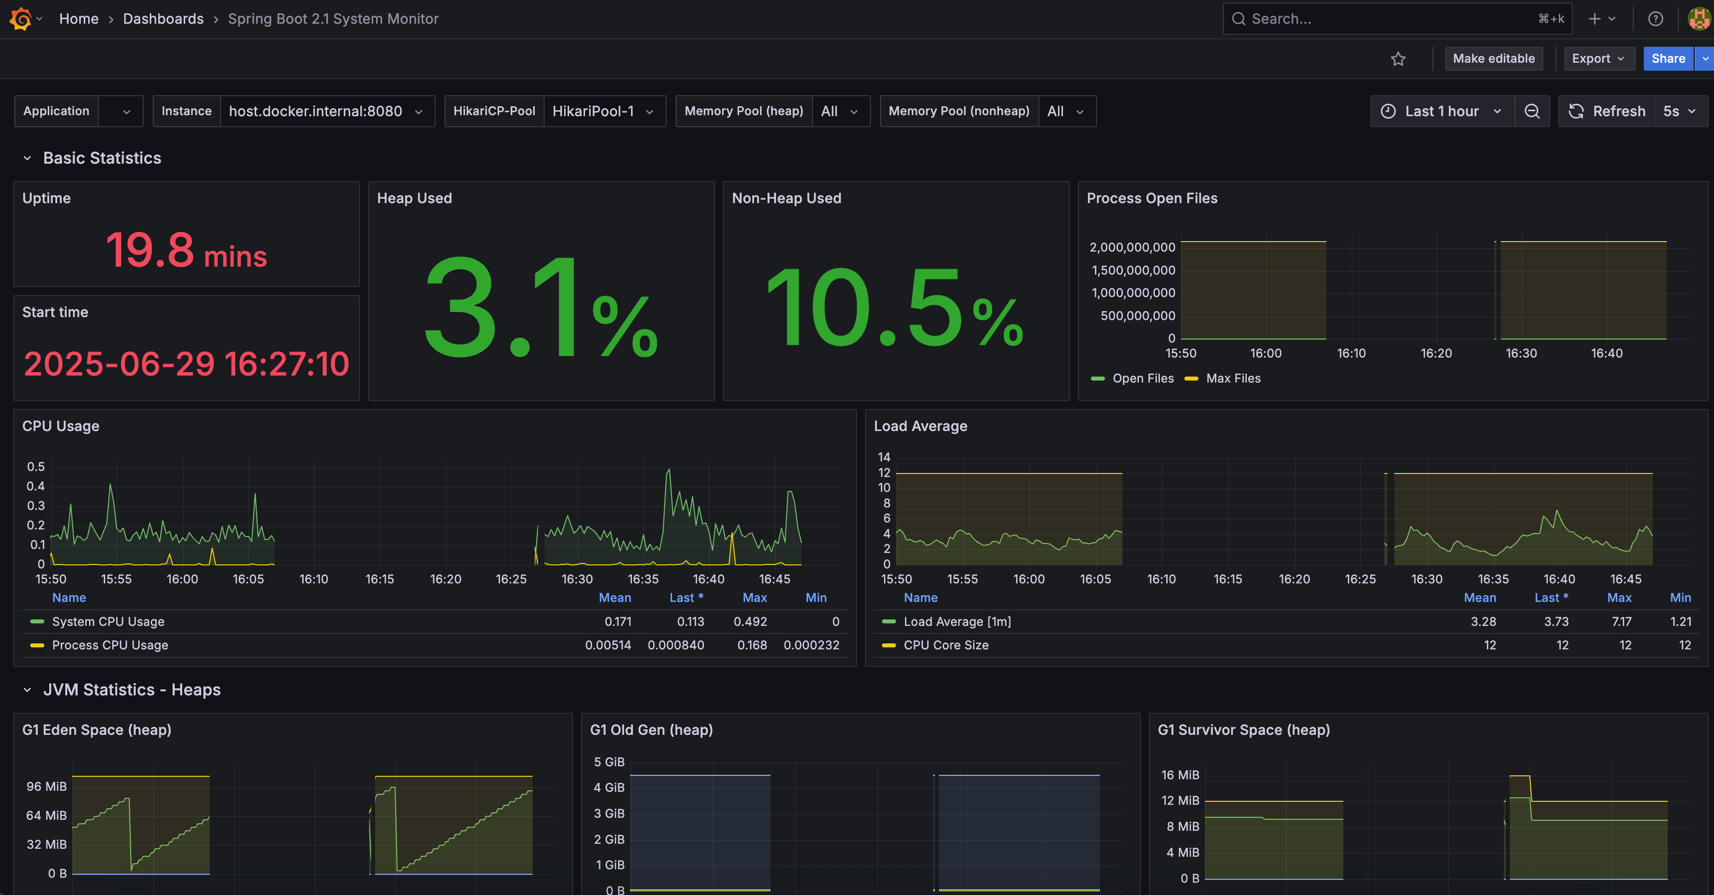 Home › Dashboards › Spring Boot 2.1 System Monitor
Search... ⌘+k
Make editable Export Share
Application Instance host.docker.internal:8080 HikariCP-Pool HikariPool-1 Memory Pool (heap) All Memory Pool (nonheap) All Last 1 hour Refresh 5s
Basic Statistics
Uptime
19.8 mins
Start time
2025-06-29 16:27:10
Heap Used
3.1%
Non-Heap Used
10.5%
Process Open Files
2,000,000,000
1,500,000,000
1,000,000,000
500,000,000
0
15:50 16:00 16:10 16:20 16:30 16:40
Open Files Max Files
CPU Usage
0.5
0.4
0.3
0.2
0.1
0
15:50 15:55 16:00 16:05 16:10 16:15 16:20 16:25 16:30 16:35 16:40 16:45
Name Mean Last * Max Min
System CPU Usage 0.171 0.113 0.492 0
Process CPU Usage 0.00514 0.000840 0.168 0.000232
Load Average
14
12
10
8
6
4
2
0
15:50 15:55 16:00 16:05 16:10 16:15 16:20 16:25 16:30 16:35 16:40 16:45
Name Mean Last * Max Min
Load Average [1m] 3.28 3.73 7.17 1.21
CPU Core Size 12 12 12 12
JVM Statistics - Heaps
G1 Eden Space (heap)
96 MiB
64 MiB
32 MiB
0 B
G1 Old Gen (heap)
5 GiB
4 GiB
3 GiB
2 GiB
1 GiB
0 B
G1 Survivor Space (heap)
16 MiB
12 MiB
8 MiB
4 MiB
0 B